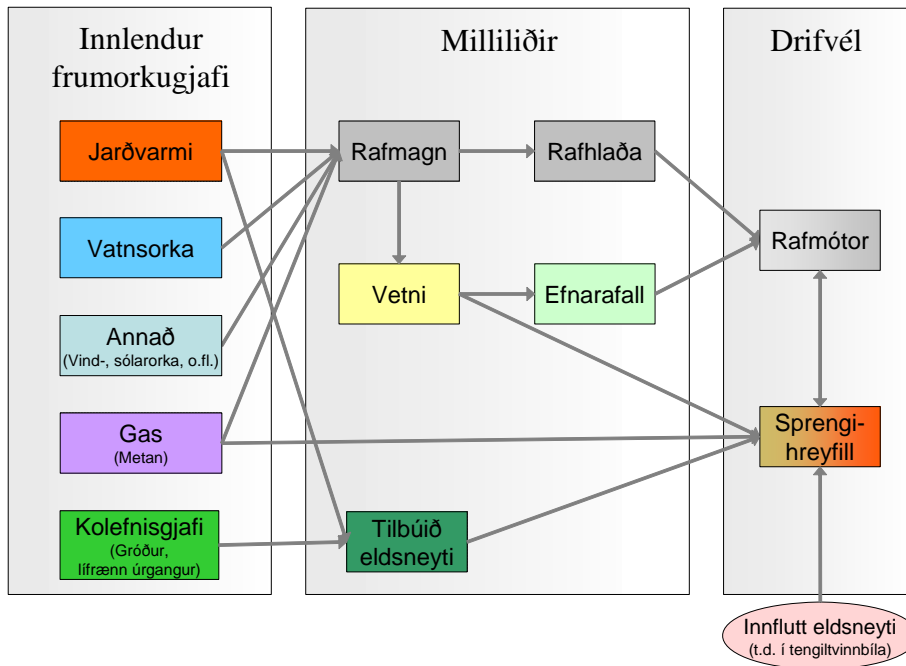 Innlendur
frumorkugjafi
Milliliðir
Drifvél
Jarðvarmi
Rafmagn
Rafhlaða
Vatnsorka
Rafmótor
Vetni
Efnarafall
Annað
(Vind-, sólarorka, o.fl.)
Gas
(Metan)
Sprengi-
hreyfill
Kolefnisgjafi
(Gróður,
lífrænn úrgangur)
Tilbúið
eldsneyti
Innflutt eldsneyti
(t.d. í tengiltvinnbíla)